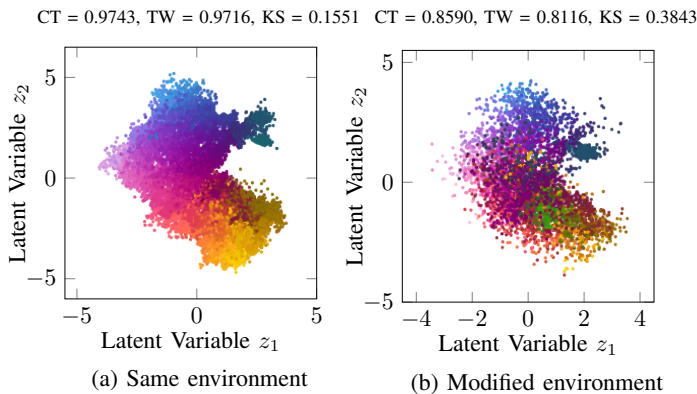 CT = 0.9743, TW = 0.9716, KS = 0.1551
5
0
−5
−5
0
5
Latent Variable z₂
Latent Variable z₁
(a) Same environment
CT = 0.8590, TW = 0.8116, KS = 0.3843
5
0
−5
−4
−2
0
2
4
Latent Variable z₂
Latent Variable z₁
(b) Modified environment